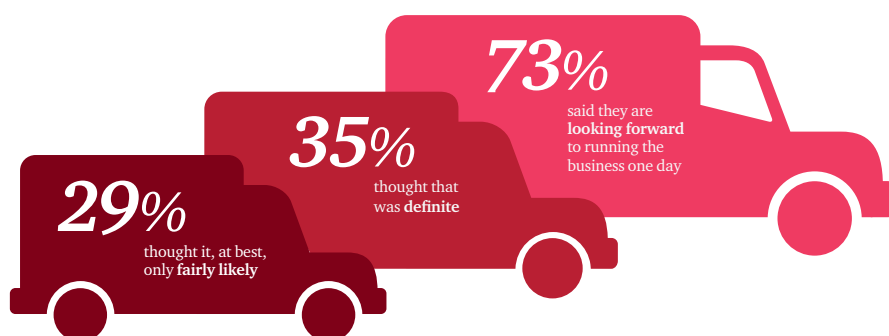 73%
said they are
looking forward
to running the
business one day
35%
thought that
was definite
29%
thought it, at best,
only fairly likely